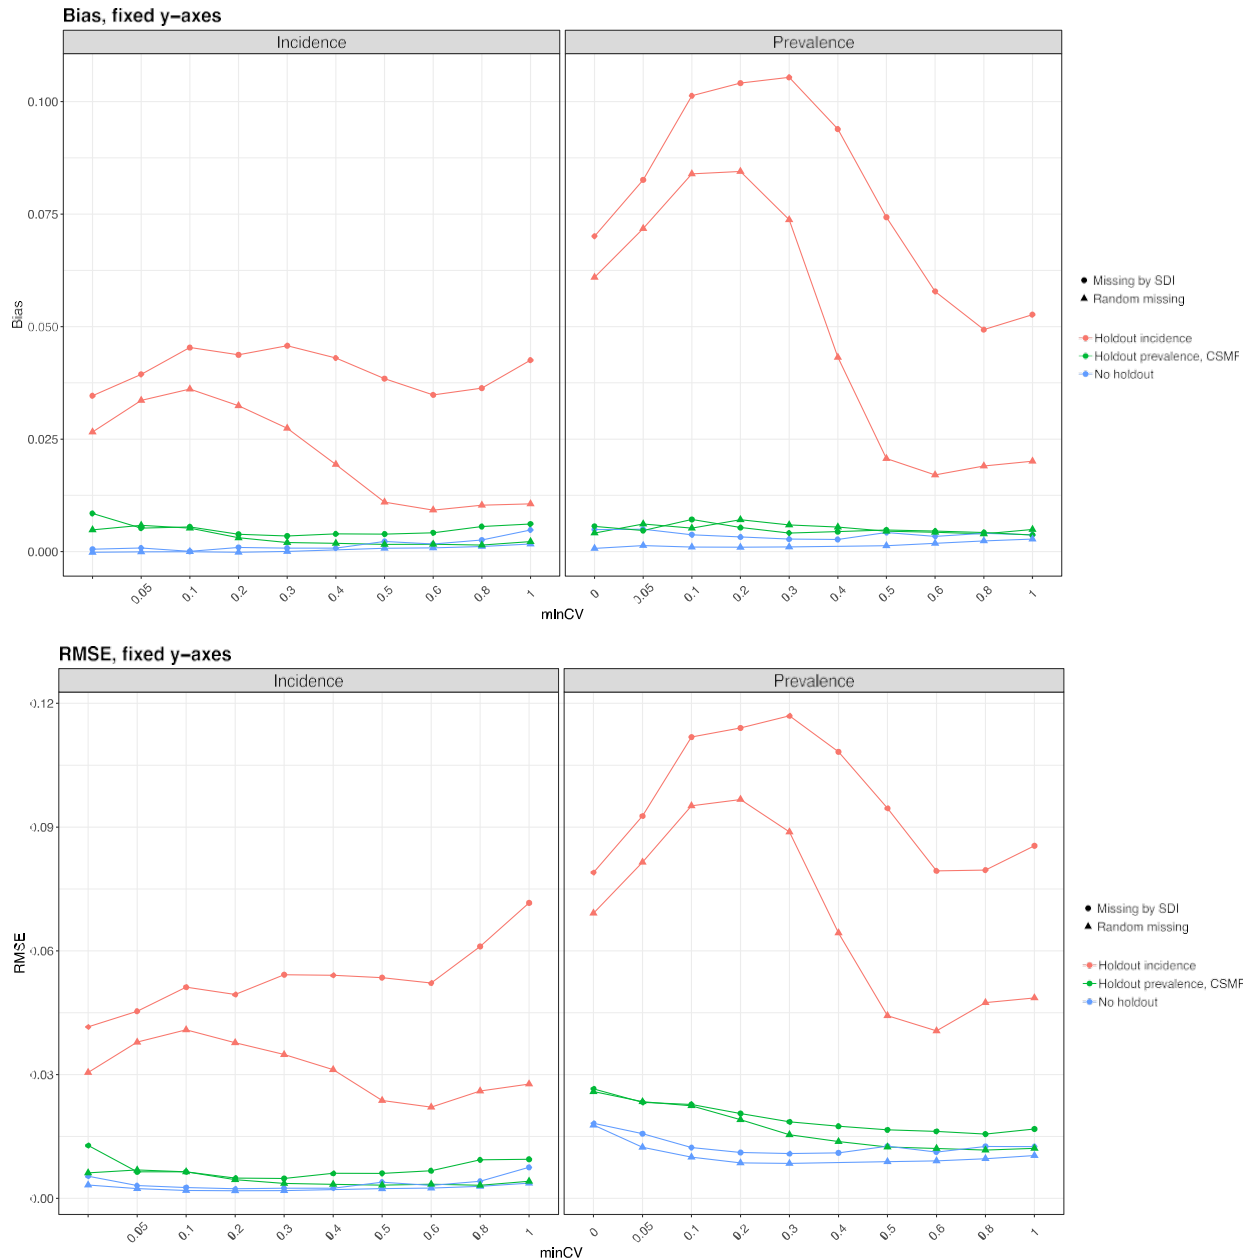 Bias, fixed y-axes
Incidence
Prevalence
0.100
0.075
0.050
0.025
0.000
Bias
0.05 0.1 0.2 0.3 0.4 0.5 0.6 0.8 1
0 0.05 0.1 0.2 0.3 0.4 0.5 0.6 0.8 1
minCV
Missing by SDI
Random missing
Holdout incidence
Holdout prevalence, CSMF
No holdout
RMSE, fixed y-axes
Incidence
Prevalence
0.12
0.09
0.06
0.03
0.00
RMSE
0.05 0.1 0.2 0.3 0.4 0.5 0.6 0.8 1
0 0.05 0.1 0.2 0.3 0.4 0.5 0.6 0.8 1
minCV
Missing by SDI
Random missing
Holdout incidence
Holdout prevalence, CSMF
No holdout